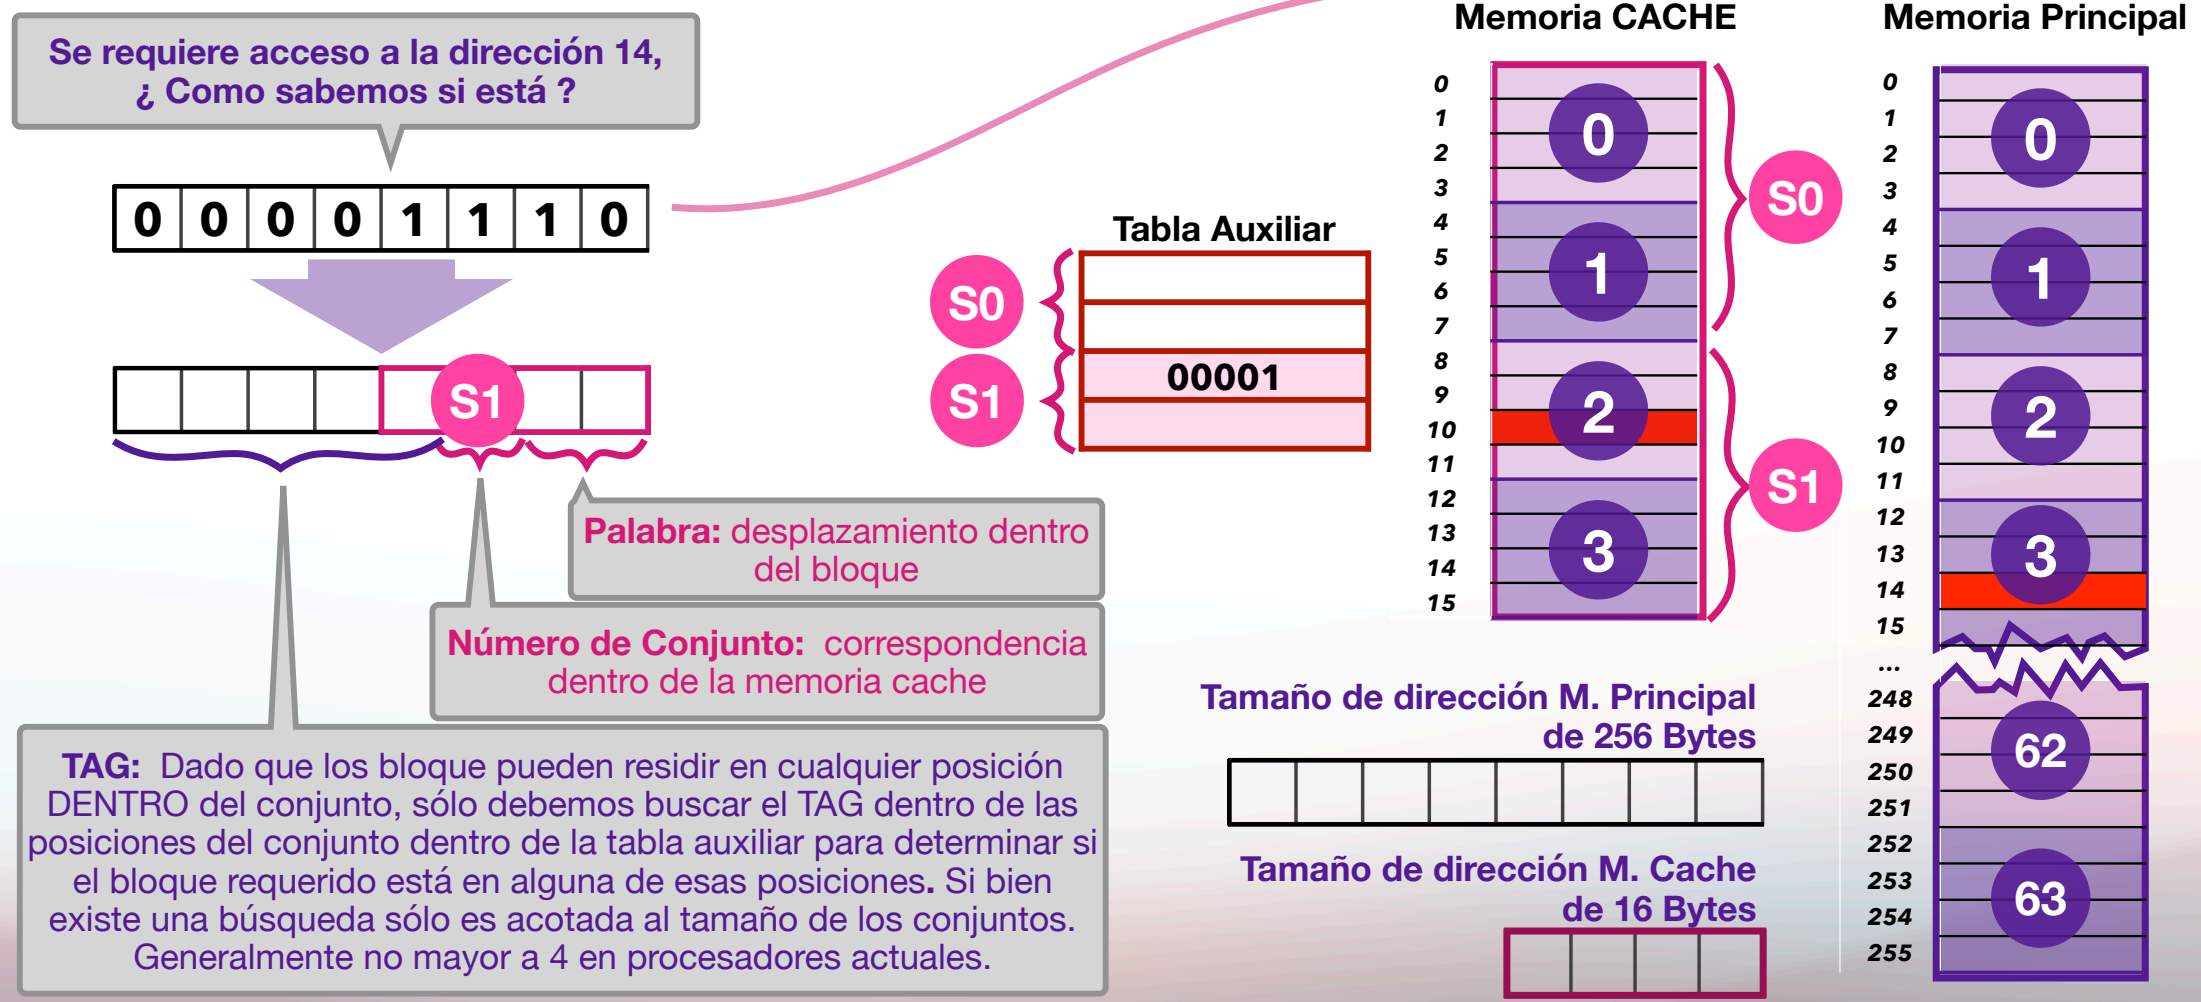 Se requiere acceso a la dirección 14,
¿ Como sabemos si está ?
0 0 0 0 1 1 1 0
S1
Palabra: desplazamiento dentro
del bloque
Número de Conjunto: correspondencia
dentro de la memoria cache
TAG: Dado que los bloque pueden residir en cualquier posición
DENTRO del conjunto, sólo debemos buscar el TAG dentro de las
posiciones del conjunto dentro de la tabla auxiliar para determinar si
el bloque requerido está en alguna de esas posiciones. Si bien
existe una búsqueda sólo es acotada al tamaño de los conjuntos.
Generalmente no mayor a 4 en procesadores actuales.
Tabla Auxiliar
S0
S1
00001
Memoria CACHE
0
1
2
3
4
5
6
7
8
9
10
11
12
13
14
15
0
1
2
3
S0
S1
Memoria Principal
0
1
2
3
4
5
6
7
8
9
10
11
12
13
14
15
...
248
249
250
251
252
253
254
255
0
1
2
3
62
63
Tamaño de dirección M. Principal
de 256 Bytes
Tamaño de dirección M. Cache
de 16 Bytes